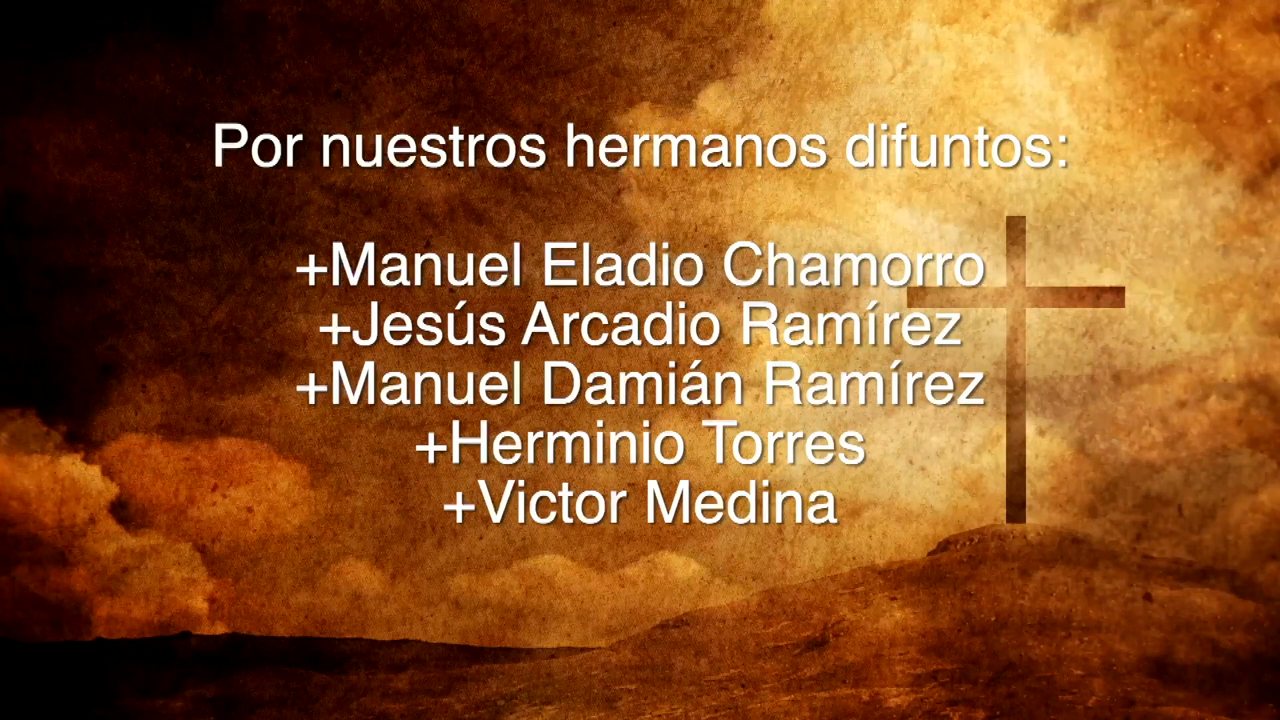 Por nuestros hermanos difuntos:
+Manuel Eladio Chamorro
+Jesús Arcadio Ramírez
+Manuel Damián Ramírez
+Herminio Torres
+Victor Medina